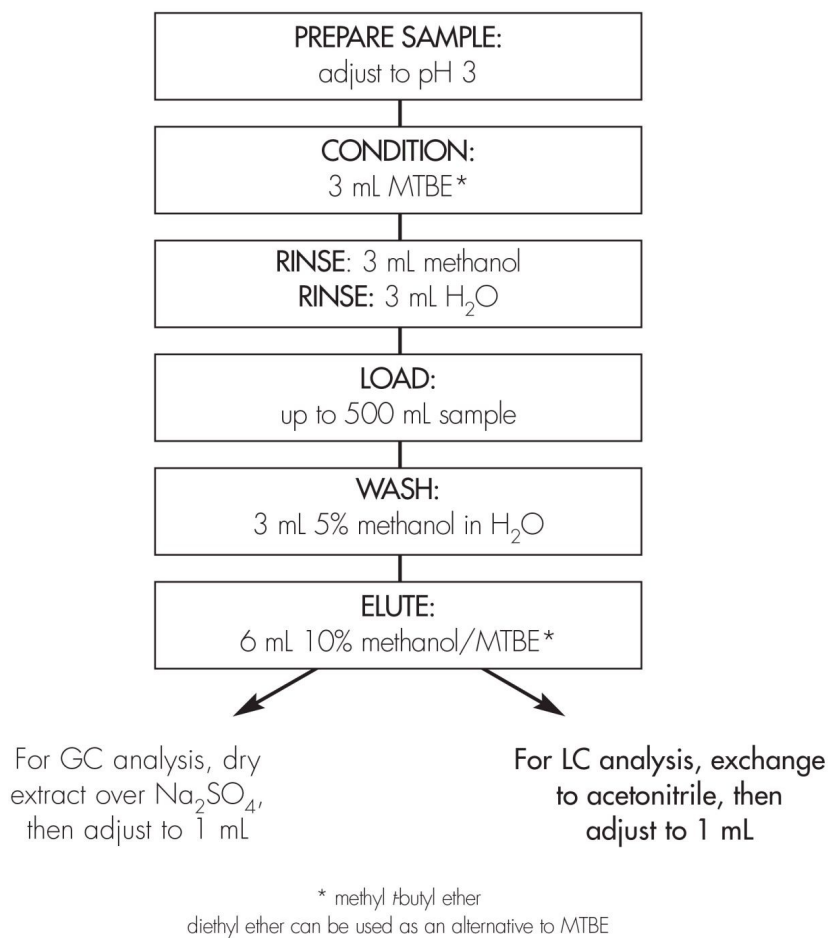 PREPARE SAMPLE:
adjust to pH 3
CONDITION:
3 mL MTBE*
RINSE: 3 mL methanol
RINSE: 3 mL H₂O
LOAD:
up to 500 mL sample
WASH:
3 mL 5% methanol in H₂O
ELUTE:
6 mL 10% methanol/MTBE*
For GC analysis, dry
extract over Na₂SO₄,
then adjust to 1 mL
For LC analysis, exchange
to acetonitrile, then
adjust to 1 mL
* methyl t-butyl ether
diethyl ether can be used as an alternative to MTBE